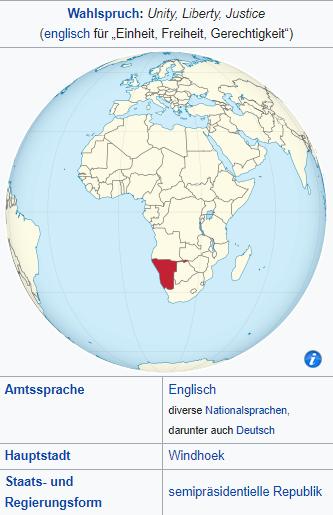 Wahlspruch: Unity, Liberty, Justice
(englisch für „Einheit, Freiheit, Gerechtigkeit“)
i
Amtssprache
Englisch
diverse Nationalsprachen,
darunter auch Deutsch
Hauptstadt
Windhoek
Staats- und
Regierungsform
semipräsidentielle Republik